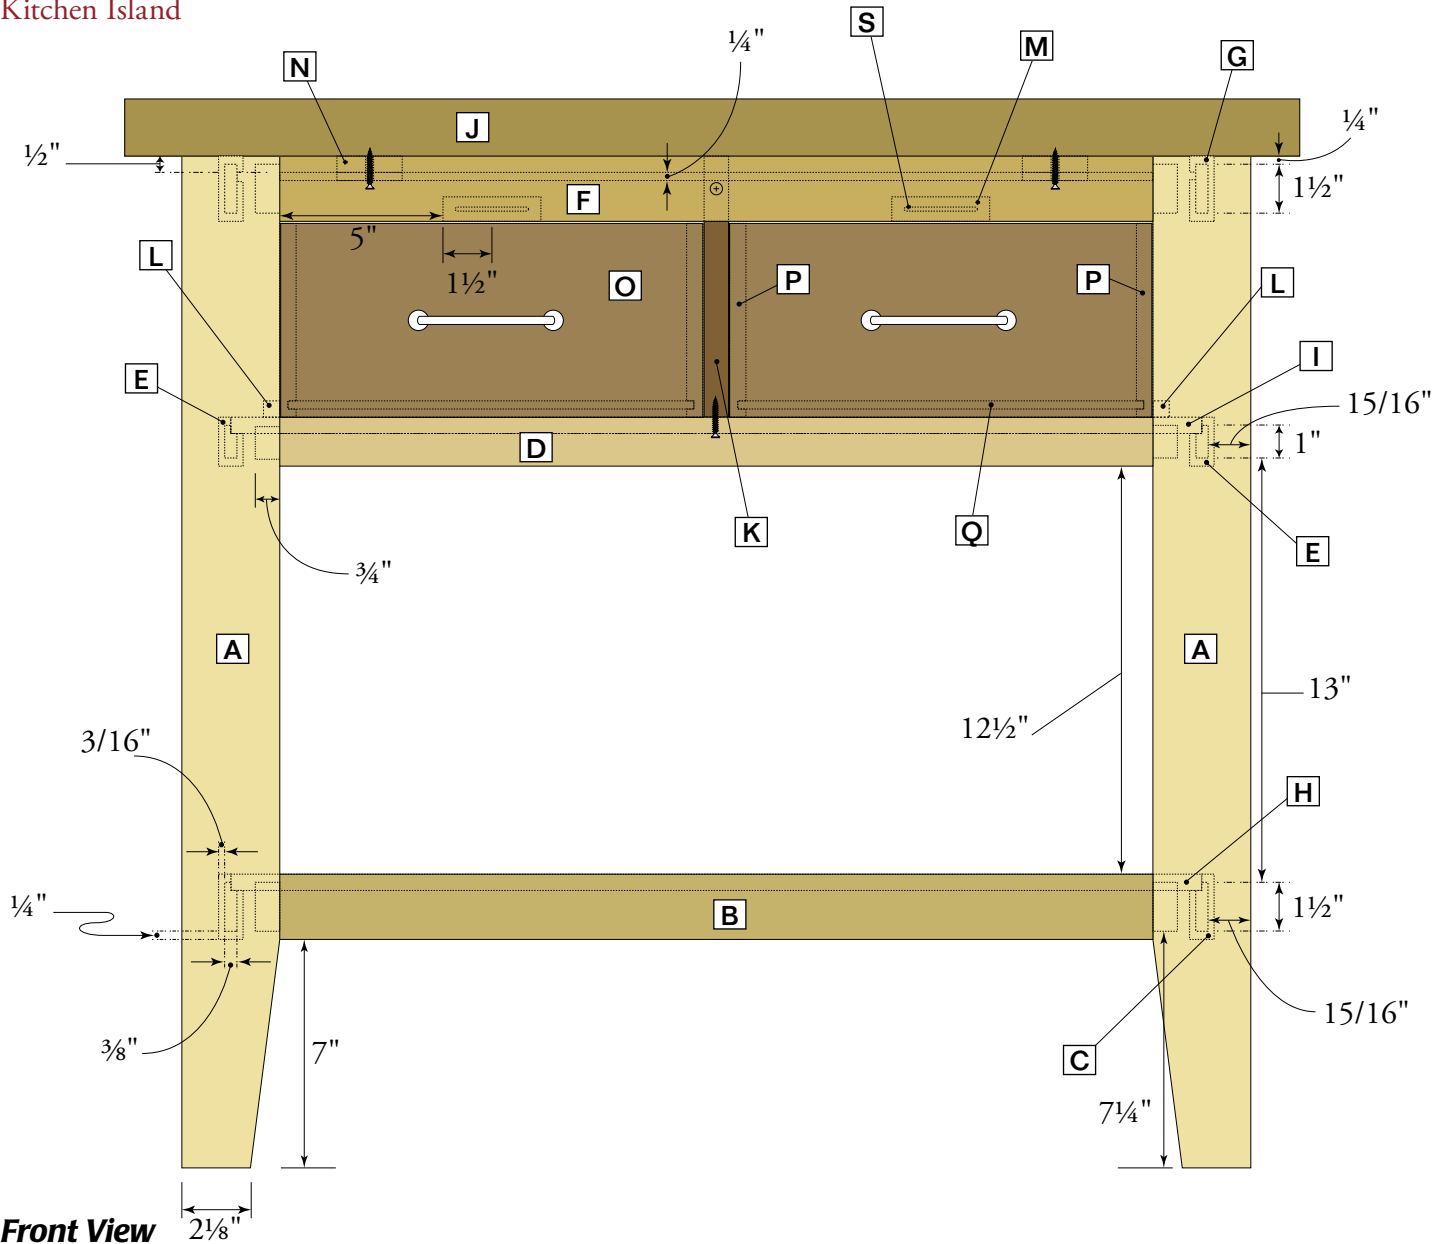 Kitchen Island
S
¼"
M
N
G
J
¼"
½"
1½"
F
5"
L
1½"
O
P
P
L
E
I
15/16"
D
1"
K
Q
E
¾"
A
A
13"
12½"
3/16"
H
¼"
B
1½"
15/16"
⅜"
7"
C
7¼"
Front View
2⅛"